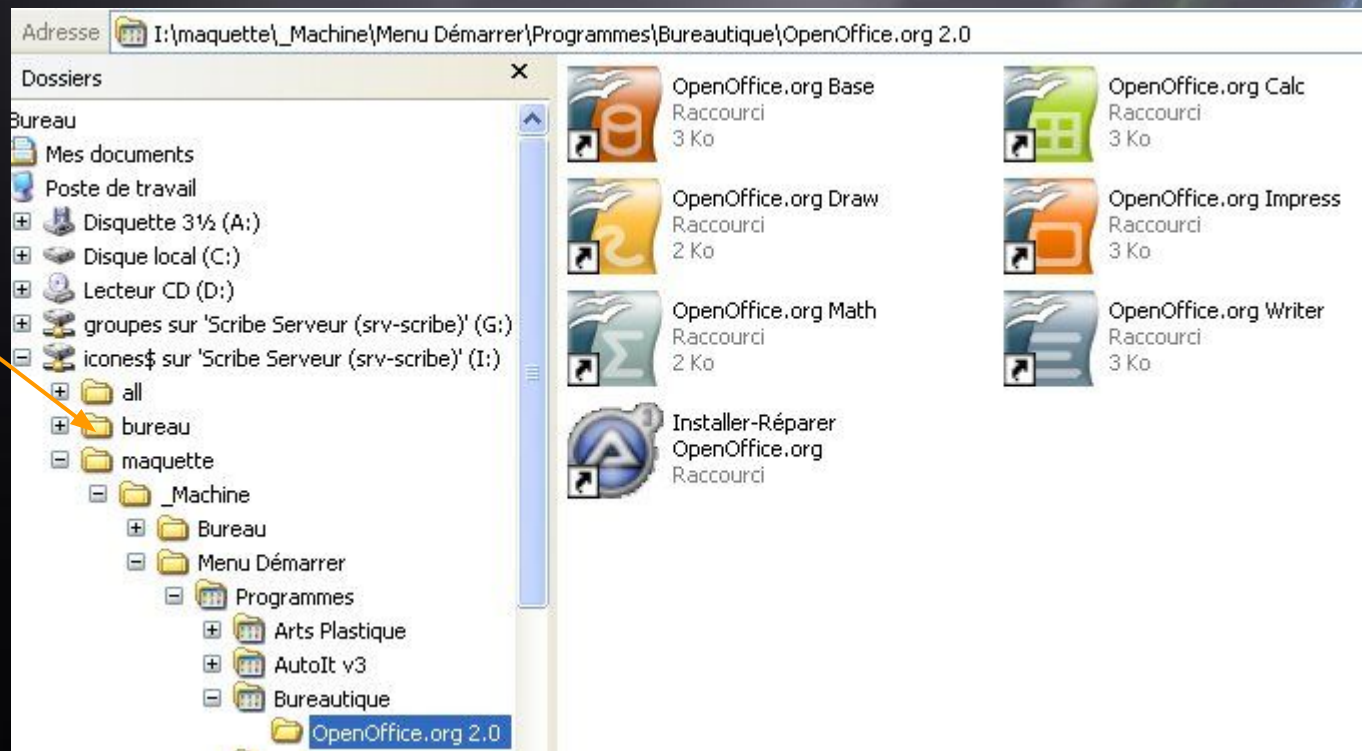 Adresse I:\maquette\_Machine\Menu Démarrer\Programmes\Bureautique\OpenOffice.org 2.0
Dossiers
Bureau
Mes documents
Poste de travail
Disquette 3½ (A:)
Disque local (C:)
Lecteur CD (D:)
groupes sur 'Scribe Serveur (srv-scribe)' (G:)
icones$ sur 'Scribe Serveur (srv-scribe)' (I:)
all
bureau
maquette
_Machine
Bureau
Menu Démarrer
Programmes
Arts Plastique
AutoIt v3
Bureautique
OpenOffice.org 2.0
OpenOffice.org Base
Raccourci
3 Ko
OpenOffice.org Calc
Raccourci
3 Ko
OpenOffice.org Draw
Raccourci
2 Ko
OpenOffice.org Impress
Raccourci
3 Ko
OpenOffice.org Math
Raccourci
2 Ko
OpenOffice.org Writer
Raccourci
3 Ko
Installer-Réparer
OpenOffice.org
Raccourci